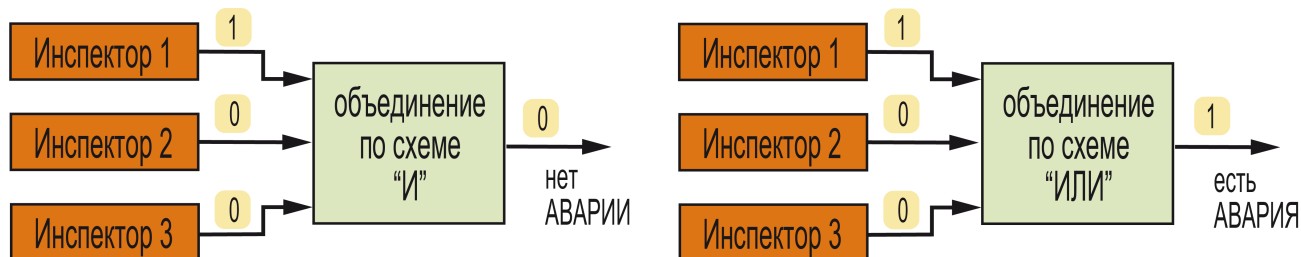 Инспектор 1
1
Инспектор 2
0
Инспектор 3
0
объединение
по схеме
“И”
0
нет
АВАРИИ
Инспектор 1
1
Инспектор 2
0
Инспектор 3
0
объединение
по схеме
“ИЛИ”
1
есть
АВАРИЯ